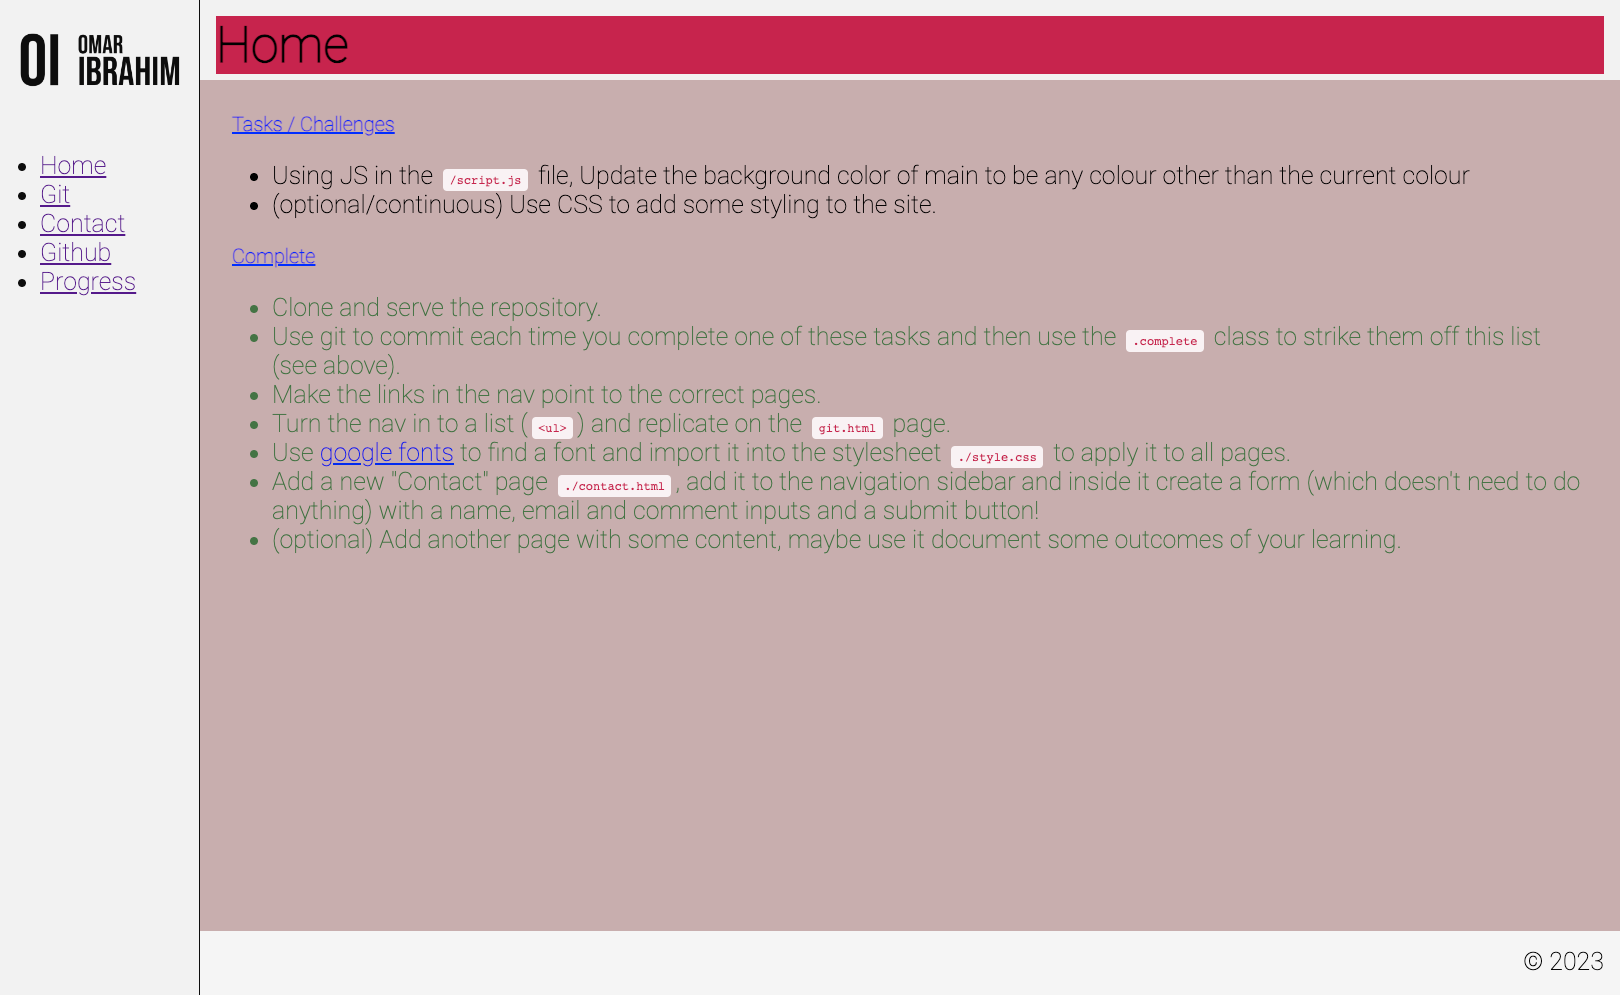 OI OMAR
IBRAHIM
Home
Git
Contact
Github
Progress
Home
Tasks / Challenges
Using JS in the /script.js file, Update the background color of main to be any colour other than the current colour
(optional/continuous) Use CSS to add some styling to the site.
Complete
Clone and serve the repository.
Use git to commit each time you complete one of these tasks and then use the .complete class to strike them off this list
(see above).
Make the links in the nav point to the correct pages.
Turn the nav in to a list (<ul>) and replicate on the git.html page.
Use google fonts to find a font and import it into the stylesheet ./style.css to apply it to all pages.
Add a new "Contact" page ./contact.html, add it to the navigation sidebar and inside it create a form (which doesn't need to do
anything) with a name, email and comment inputs and a submit button!
(optional) Add another page with some content, maybe use it document some outcomes of your learning.
© 2023